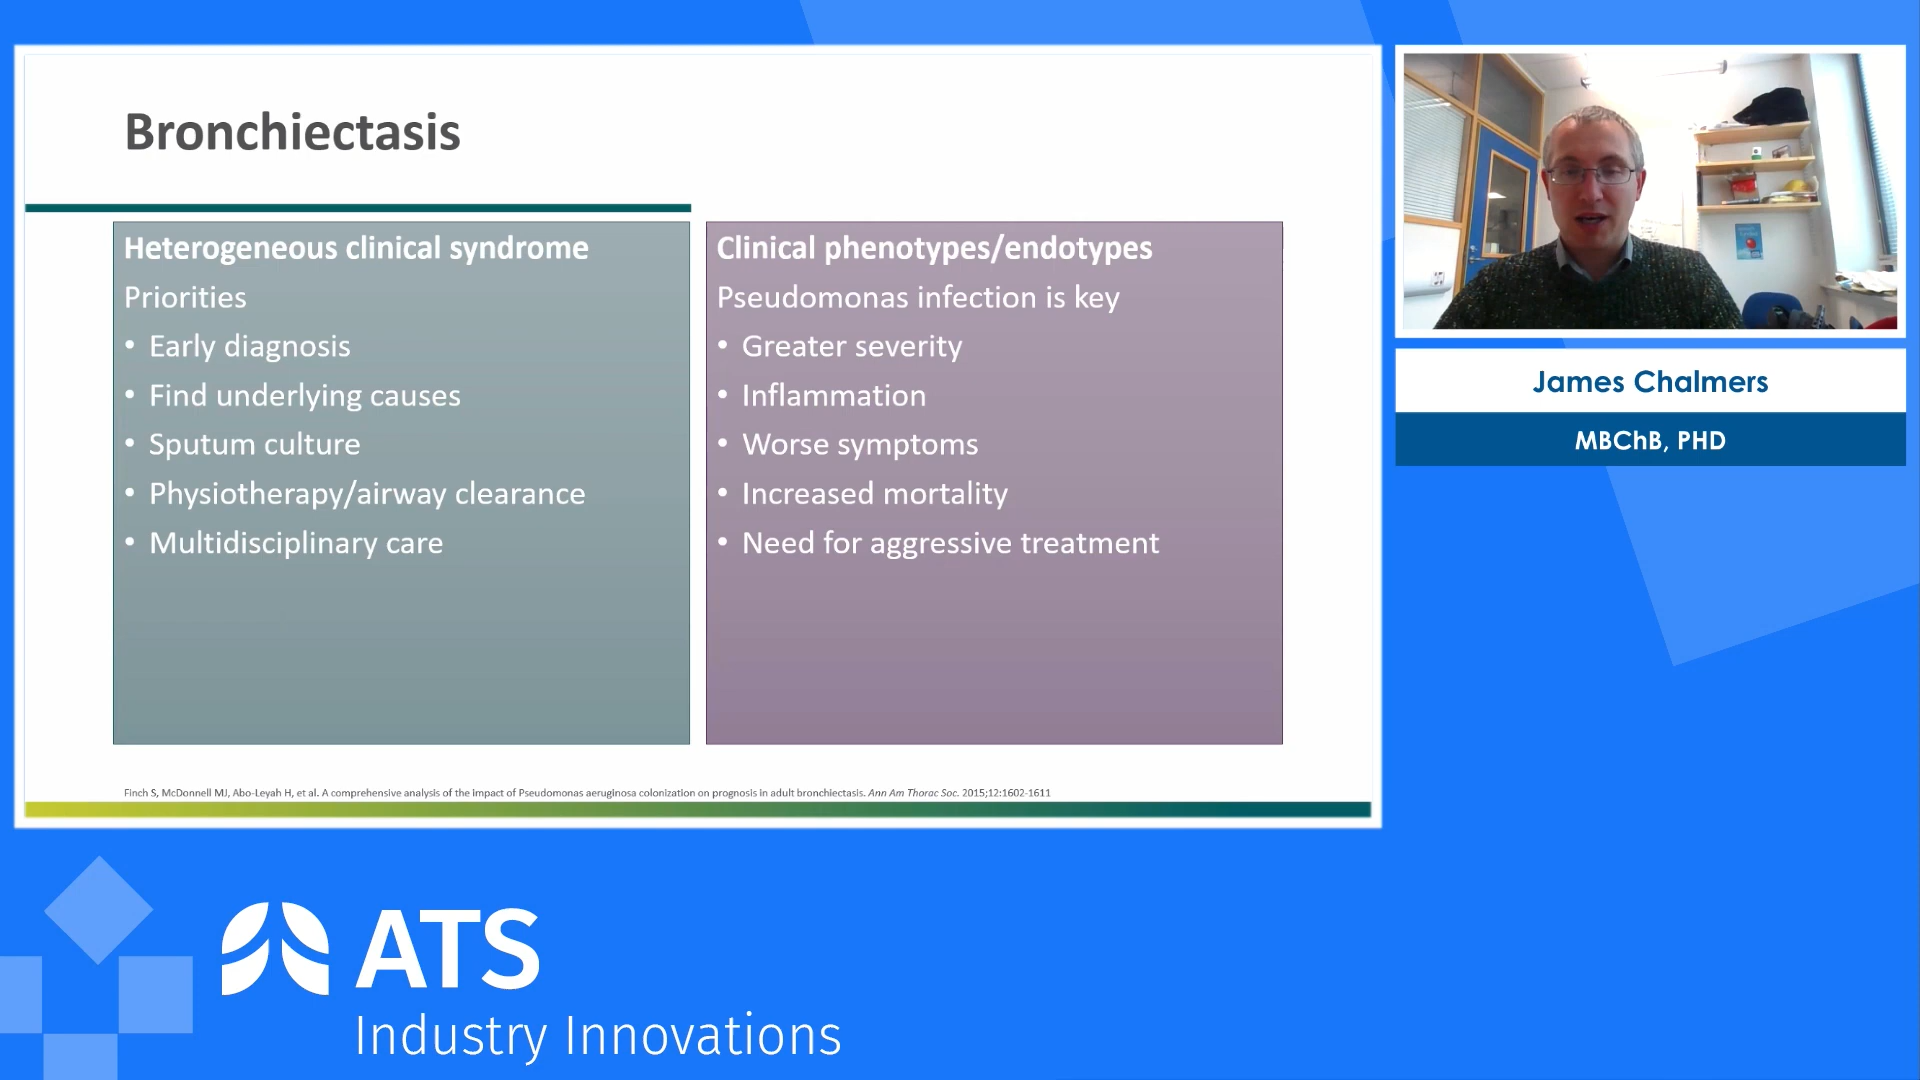 Bronchiectasis
Heterogeneous clinical syndrome
Priorities
• Early diagnosis
• Find underlying causes
• Sputum culture
• Physiotherapy/airway clearance
• Multidisciplinary care
Clinical phenotypes/endotypes
Pseudomonas infection is key
• Greater severity
• Inflammation
• Worse symptoms
• Increased mortality
• Need for aggressive treatment
Finch S, McDonnell MJ, Abo-Leyah H, et al. A comprehensive analysis of the impact of Pseudomonas aeruginosa colonization on prognosis in adult bronchiectasis. Ann Am Thorac Soc. 2015;12:1602-1611
James Chalmers
MBChB, PHD
ATS
Industry Innovations